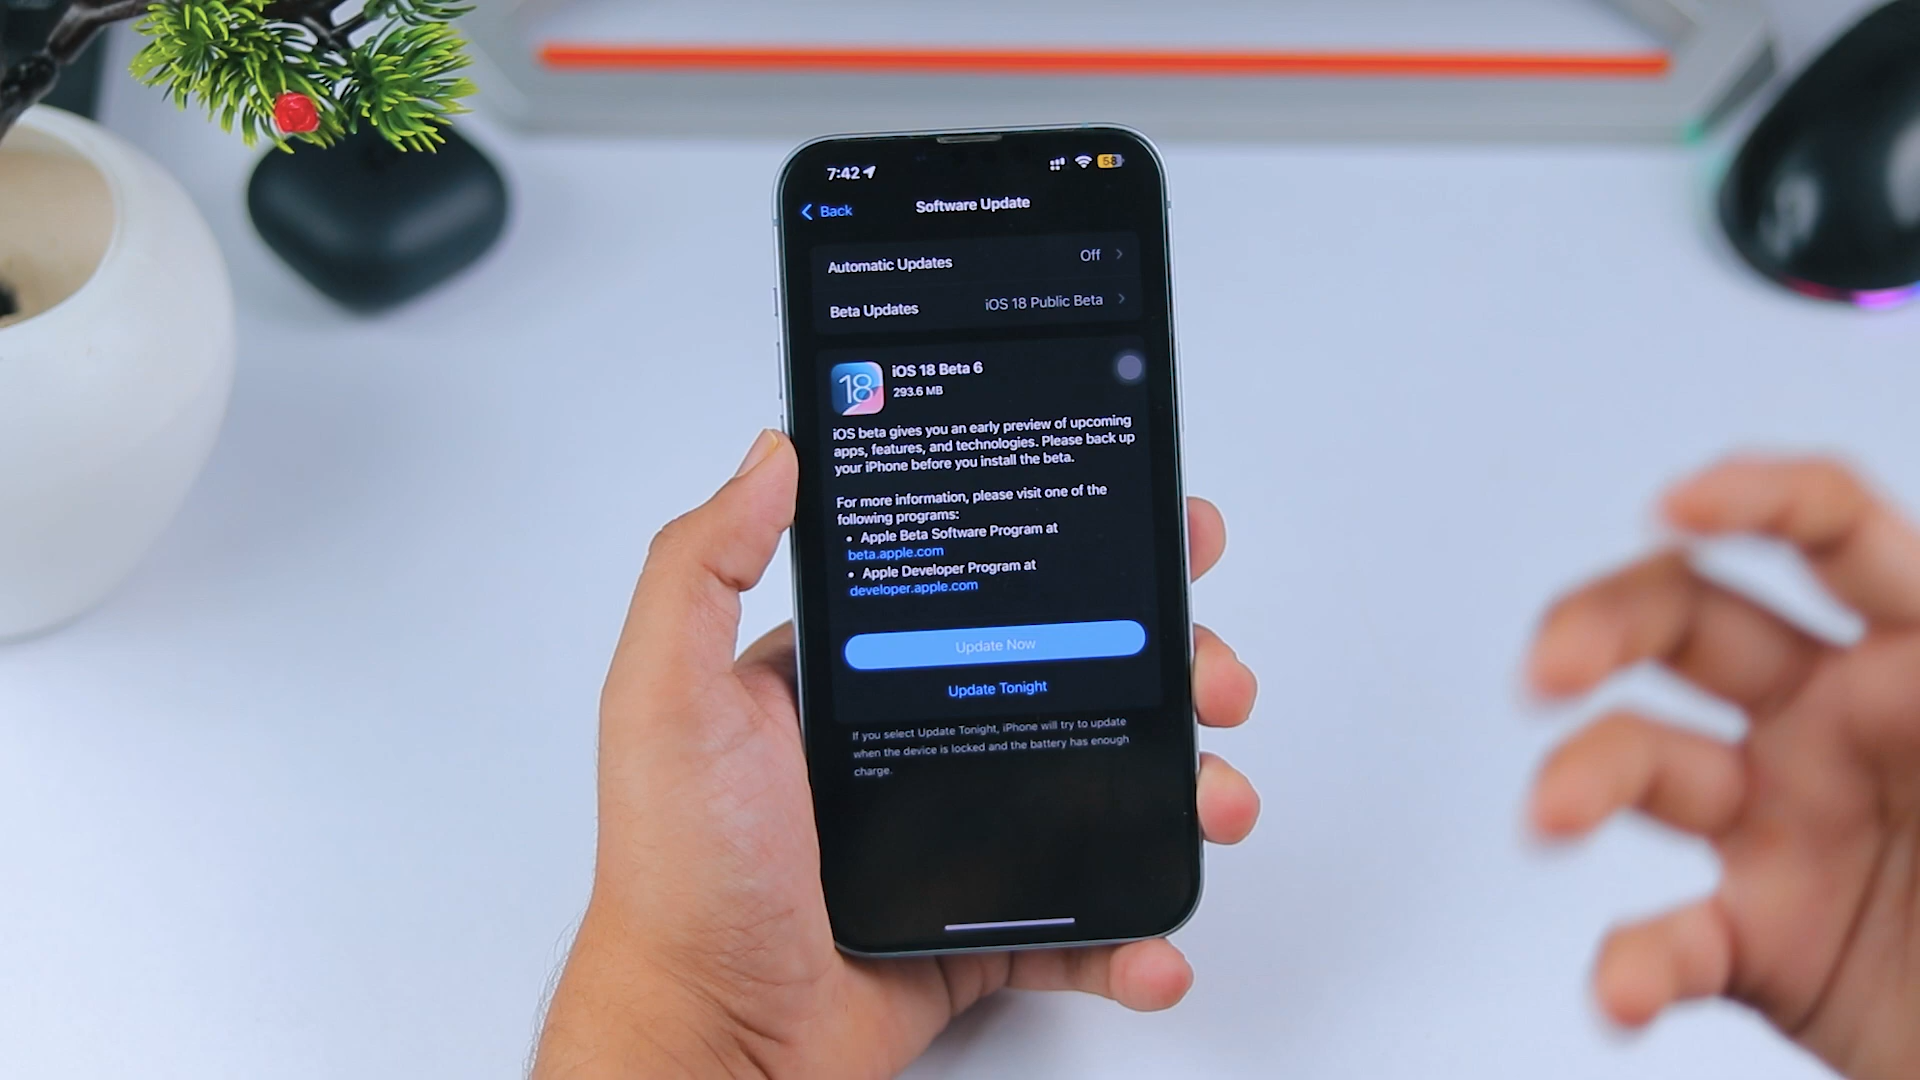 7:42
58
Back
Software Update
Automatic Updates Off
Beta Updates iOS 18 Public Beta
18
iOS 18 Beta 6
293.6 MB
iOS beta gives you an early preview of upcoming
apps, features, and technologies. Please back up
your iPhone before you install the beta.
For more information, please visit one of the
following programs:
• Apple Beta Software Program at
beta.apple.com
• Apple Developer Program at
developer.apple.com
Update Now
Update Tonight
If you select Update Tonight, iPhone will try to update
when the device is locked and the battery has enough
charge.